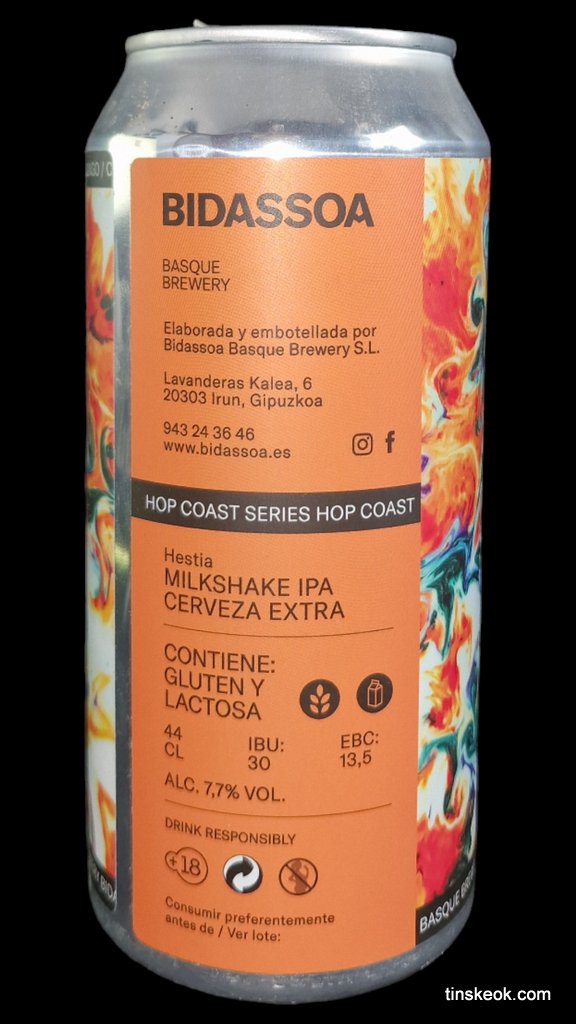 BIDASSOA
BASQUE
BREWERY
Elaborada y embotellada por
Bidassoa Basque Brewery S.L.
Lavanderas Kalea, 6
20303 Irun, Gipuzkoa
943 24 36 46
www.bidassoa.es
HOP COAST SERIES HOP COAST
Hestia
MILKSHAKE IPA
CERVEZA EXTRA
CONTIENE:
GLUTEN Y
LACTOSA
44
CL
IBU:
30
EBC:
13,5
ALC. 7,7% VOL.
DRINK RESPONSIBLY
+18
Consumir preferentemente
antes de / Ver lote:
BASQUE
tinskeok.com